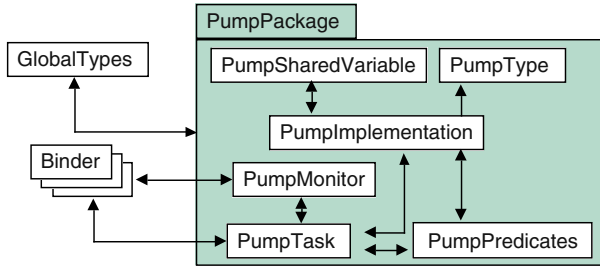 PumpPackage
GlobalTypes
PumpSharedVariable
PumpType
PumpImplementation
Binder
PumpMonitor
PumpTask
PumpPredicates